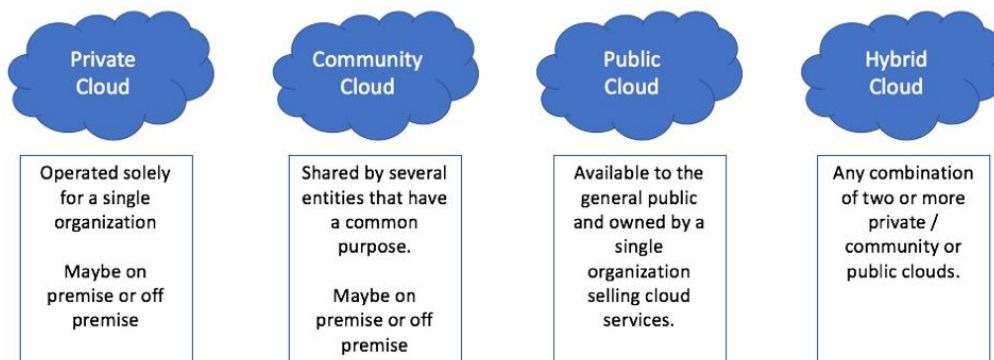 Private
Cloud
Community
Cloud
Public
Cloud
Hybrid
Cloud
Operated solely
for a single
organization
Maybe on
premise or off
premise
Shared by several
entities that have
a common
purpose.
Maybe on
premise or off
premise
Available to the
general public
and owned by a
single
organization
selling cloud
services.
Any combination
of two or more
private /
community or
public clouds.